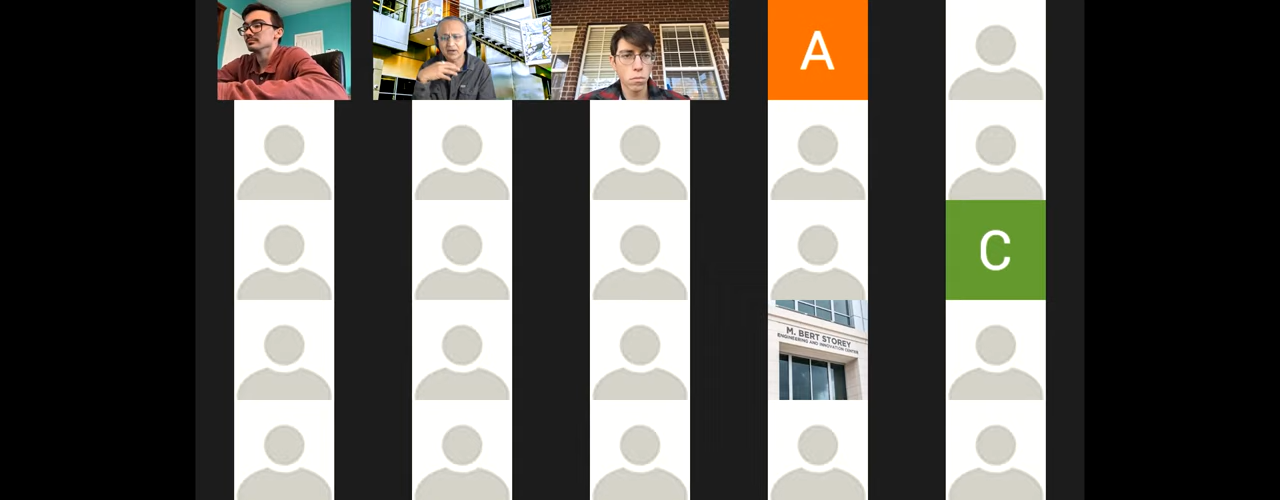 A
C
M. BERT STOREY
ENGINEERING AND INNOVATION CENTER